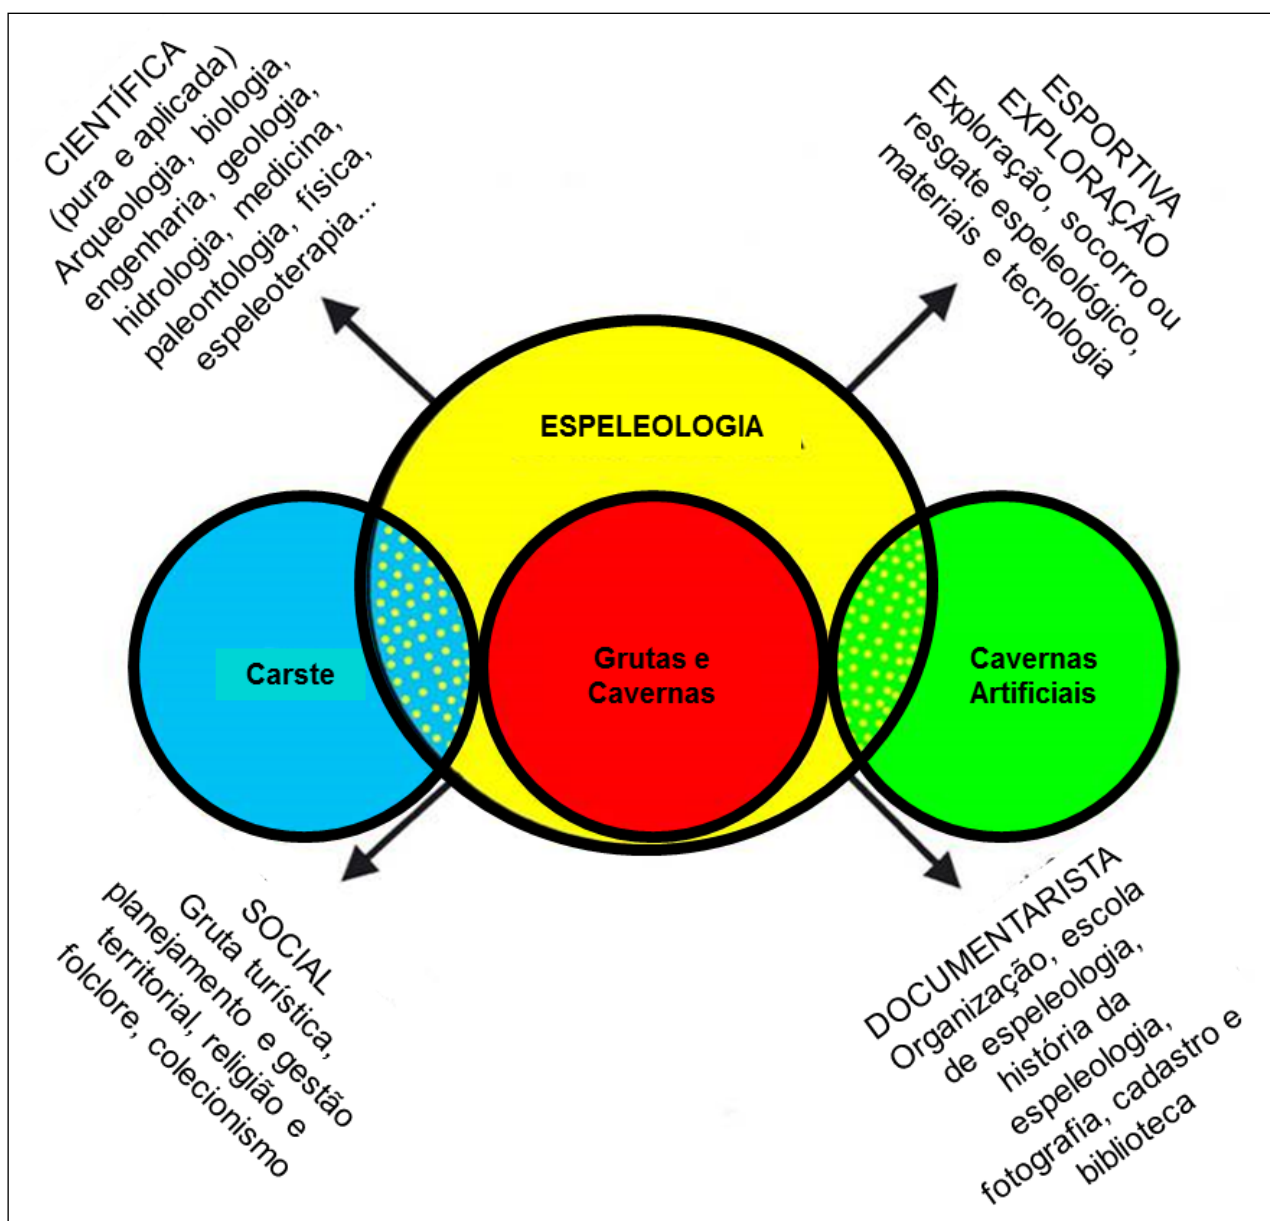 CIENTÍFICA
(pura e aplicada)
Arqueologia, biologia,
engenharia, geologia,
hidrologia, medicina,
paleontologia, física,
espeleoterapia...
ESPORTIVA
EXPLORAÇÃO
Exploração, socorro ou
resgate espeleológico,
materiais e tecnologia
ESPELEOLOGIA
Carste
Grutas e
Cavernas
Cavernas
Artificiais
SOCIAL
Gruta turística,
planejamento e gestão
territorial, religião e
folclore, colecionismo
DOCUMENTARISTA
Organização, escola
de espeleologia,
história da
espeleologia,
fotografia, cadastro e
biblioteca